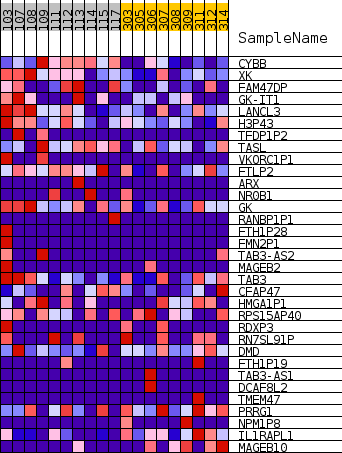 103 107 108 109 111 112 113 114 115 117 303 305 306 307 308 309 311 312 314
SampleName
CYBB
XK
FAM47DP
GK-IT1
LANCL3
H3P43
TFDP1P2
TASL
VKORC1P1
FTLP2
ARX
NR0B1
GK
RANBP1P1
FTH1P28
FMN2P1
TAB3-AS2
MAGEB2
TAB3
CFAP47
HMGA1P1
RPS15AP40
RDXP3
RN7SL91P
DMD
FTH1P19
TAB3-AS1
DCAF8L2
TMEM47
PRRG1
NPM1P8
IL1RAPL1
MAGEB10